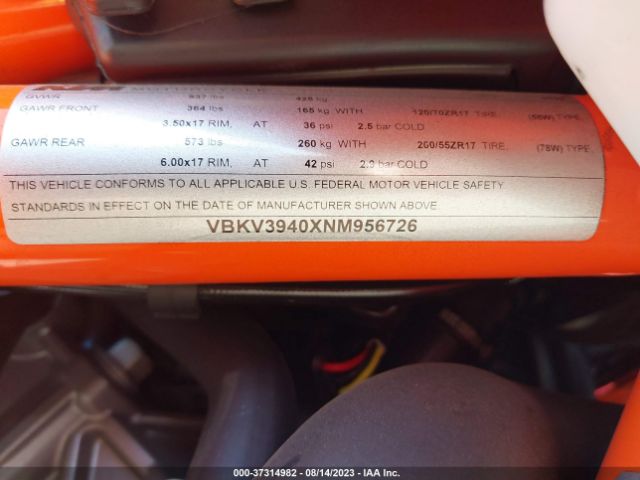 GVWR 937 lbs 425 kg
GAWR FRONT 364 lbs 165 kg WITH 120/70ZR17 TIRE, (58W) TYPE,
3.50x17 RIM, AT 36 psi 2.5 bar COLD
GAWR REAR 573 lbs 260 kg WITH 200/55ZR17 TIRE, (78W) TYPE,
6.00x17 RIM, AT 42 psi 2.9 bar COLD
THIS VEHICLE CONFORMS TO ALL APPLICABLE U.S. FEDERAL MOTOR VEHICLE SAFETY
STANDARDS IN EFFECT ON THE DATE OF MANUFACTURER SHOWN ABOVE.
VBKV3940XNM956726
000-37314982 - 08/14/2023 - IAA Inc.